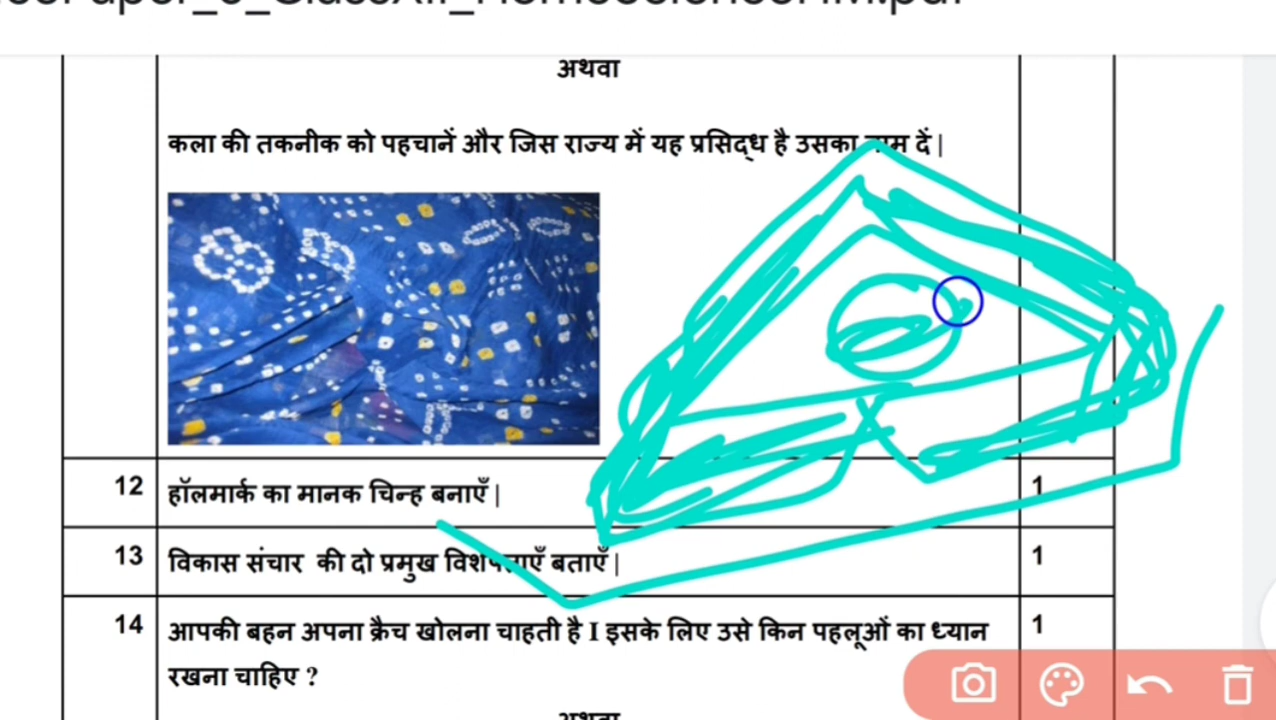 अथवा
कला की तकनीक को पहचानें और जिस राज्य में यह प्रसिद्ध है उसका दें|
12 हॉलमार्क का मानक चिन्ह बनाएँ| 1
13 विकास संचार की दो प्रमुख बताएँ| 1
14 आपकी बहन अपना क्रैच खोलना चाहती है I इसके लिए उसे किन पहलूओं का ध्यान 1
रखना चाहिए ?